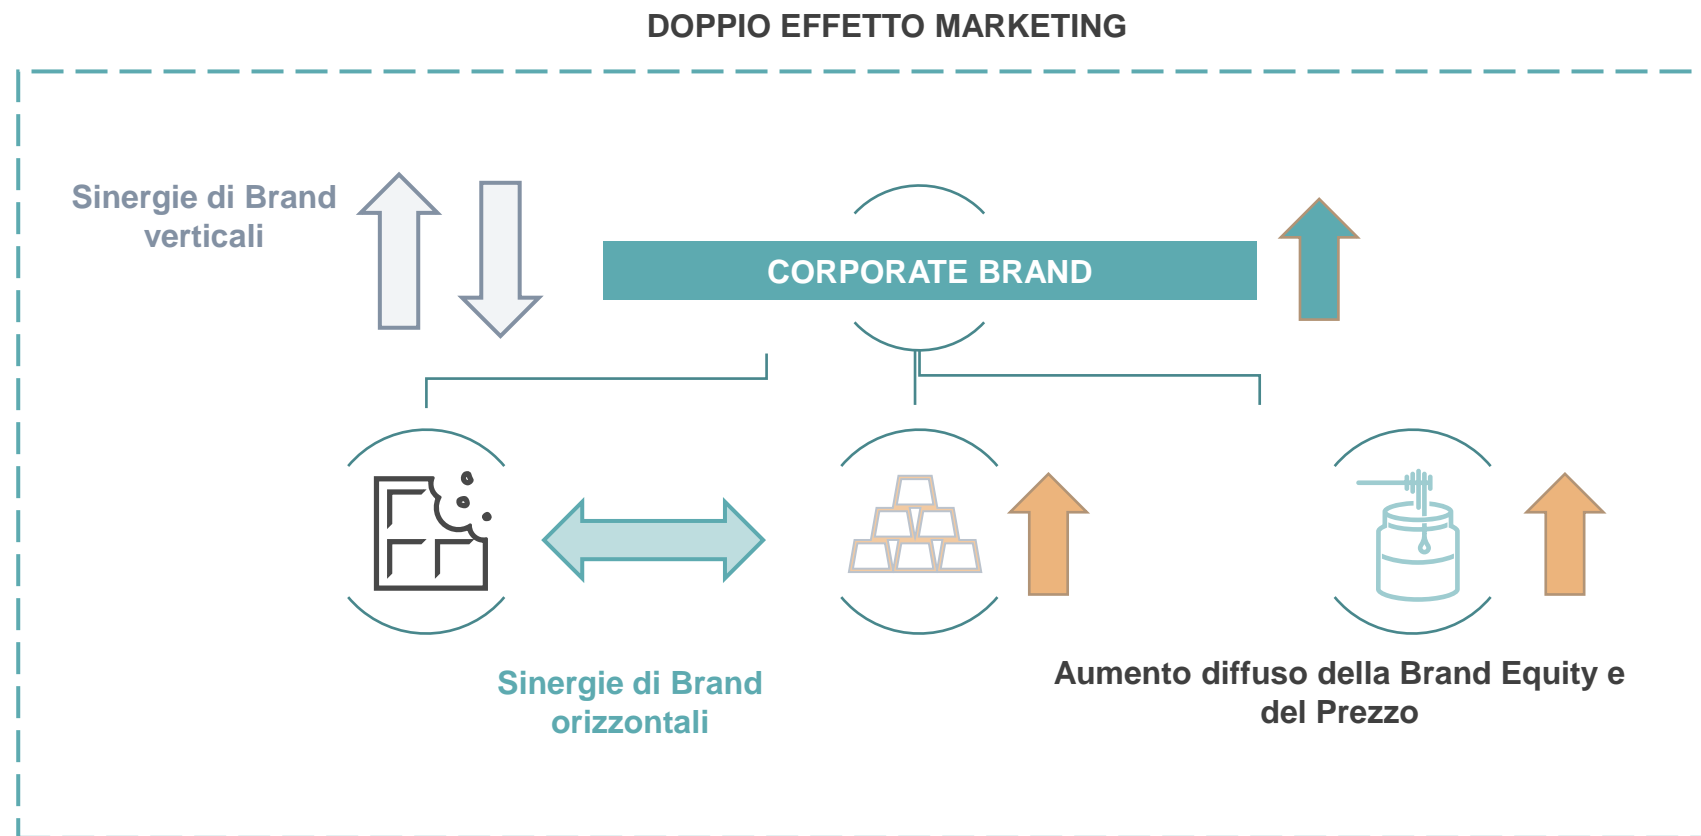 DOPPIO EFFETTO MARKETING
Sinergie di Brand
verticali
CORPORATE BRAND
Sinergie di Brand
orizzontali
Aumento diffuso della Brand Equity e
del Prezzo